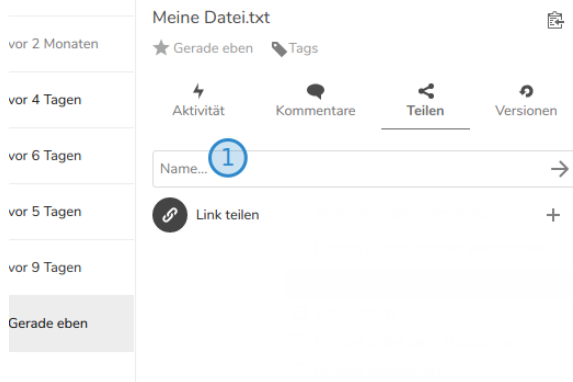 vor 2 Monaten
vor 4 Tagen
vor 6 Tagen
vor 5 Tagen
vor 9 Tagen
Gerade eben
Meine Datei.txt
Gerade eben Tags
Aktivität Kommentare Teilen Versionen
Name... 1
Link teilen